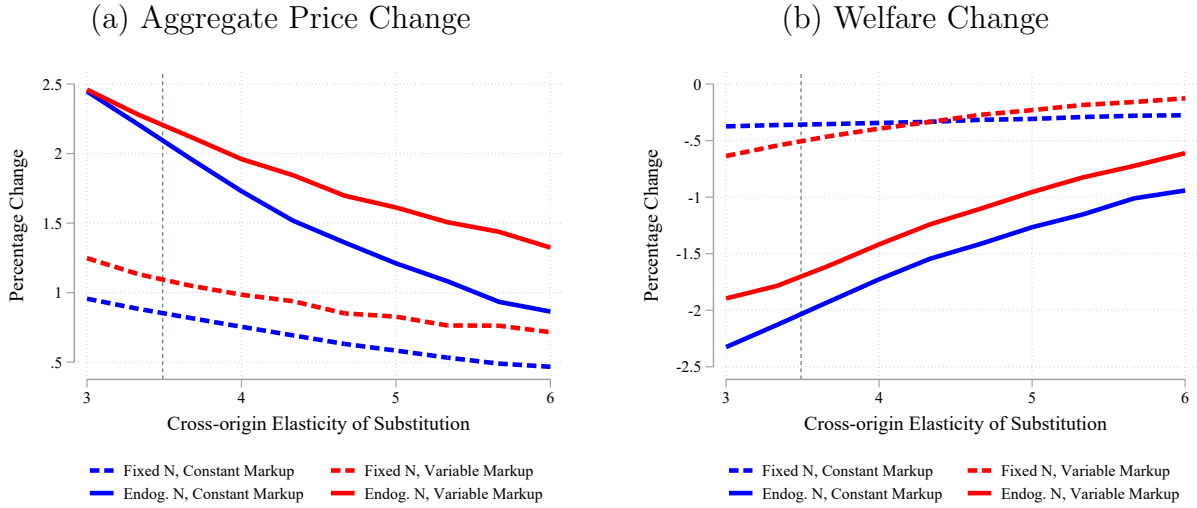 (a) Aggregate Price Change
2.5
2
1.5
1
.5
Percentage Change
3
4
5
6
Cross-origin Elasticity of Substitution
Fixed N, Constant Markup
Fixed N, Variable Markup
Endog. N, Constant Markup
Endog. N, Variable Markup
(b) Welfare Change
0
-.5
-1
-1.5
-2
-2.5
Percentage Change
3
4
5
6
Cross-origin Elasticity of Substitution
Fixed N, Constant Markup
Fixed N, Variable Markup
Endog. N, Constant Markup
Endog. N, Variable Markup